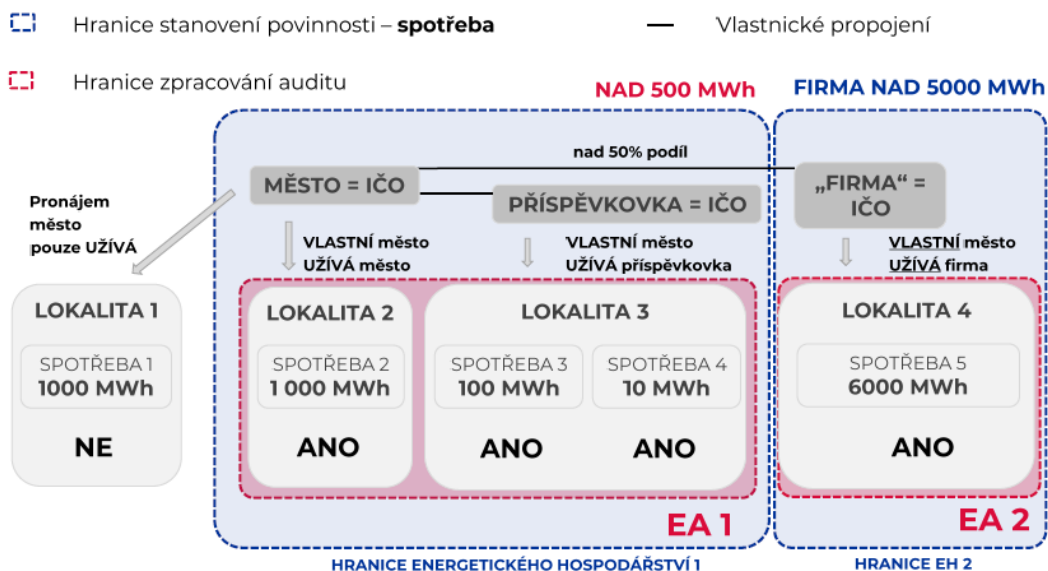 Hranice stanovení povinnosti – spotřeba
Vlastnické propojení
Hranice zpracování auditu
NAD 500 MWh
FIRMA NAD 5000 MWh
nad 50% podíl
MĚSTO = IČO
PŘÍSPĚVKOVKA = IČO
„FIRMA“ =
IČO
Pronájem
město
pouze UŽÍVÁ
VLASTNÍ město
UŽÍVÁ město
VLASTNÍ město
UŽÍVÁ příspěvkovka
VLASTNÍ město
UŽÍVÁ firma
LOKALITA 1
SPOTŘEBA 1
1000 MWh
NE
LOKALITA 2
SPOTŘEBA 2
1 000 MWh
ANO
LOKALITA 3
SPOTŘEBA 3
100 MWh
ANO
SPOTŘEBA 4
10 MWh
ANO
LOKALITA 4
SPOTŘEBA 5
6000 MWh
ANO
EA 1
EA 2
HRANICE ENERGETICKÉHO HOSPODÁŘSTVÍ 1
HRANICE EH 2